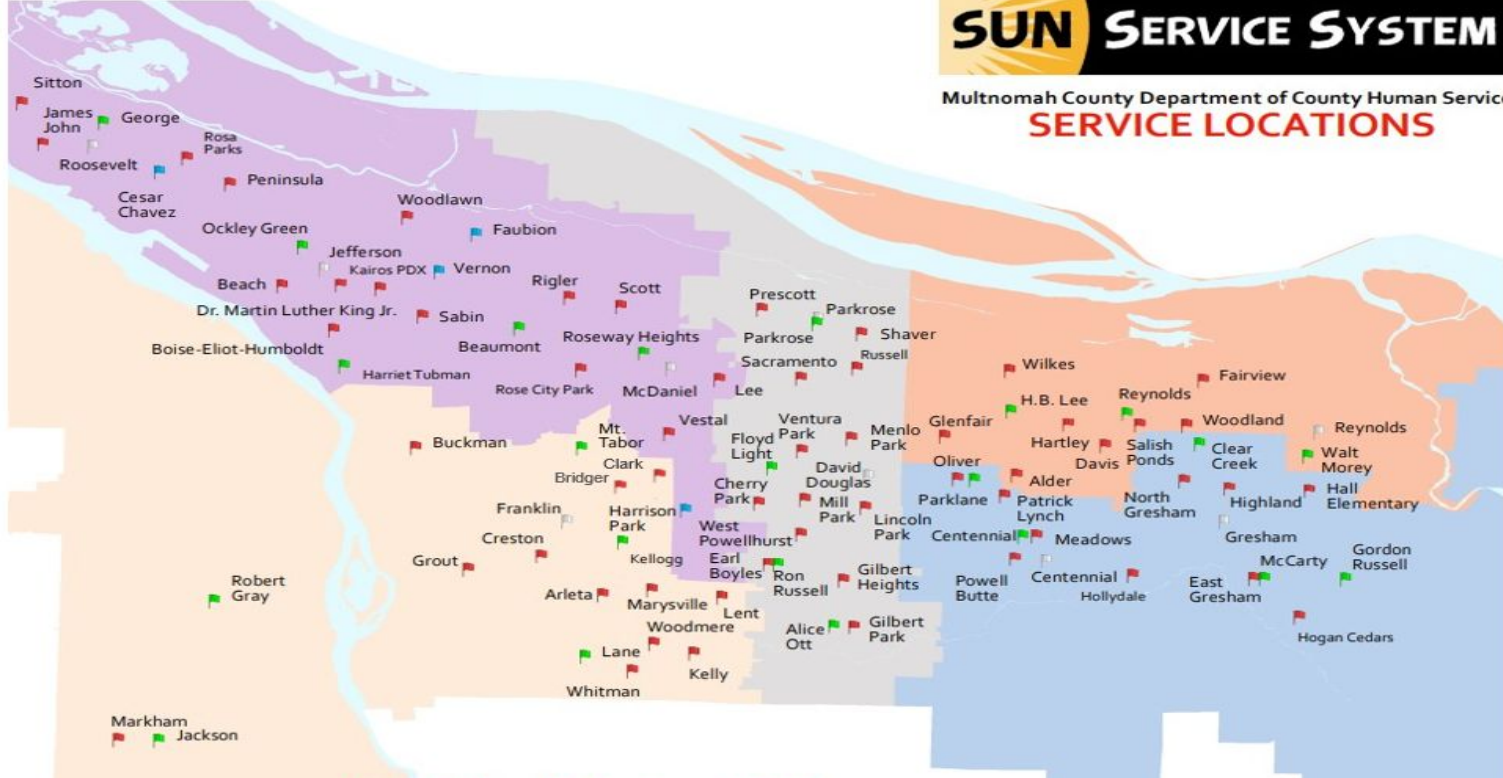 SUN SERVICE SYSTEM
Multnomah County Department of County Human Service
SERVICE LOCATIONS
Sitton
James
John
George
Roosevelt
Rosa
Parks
Cesar
Chavez
Peninsula
Woodlawn
Faubion
Ockley Green
Jefferson
Kairos PDX
Vernon
Beach
Rigler
Scott
Dr. Martin Luther King Jr.
Sabin
Boise-Eliot-Humboldt
Beaumont
Roseway Heights
Harriet Tubman
Rose City Park
McDaniel
Lee
Prescott
Parkrose
Parkrose
Shaver
Sacramento
Russell
Wilkes
Fairview
H.B. Lee
Reynolds
Glenfair
Hartley
Davis
Salish
Ponds
Woodland
Clear
Creek
Reynolds
Walt
Morey
Buckman
Mt.
Tabor
Vestal
Clark
Bridger
Floyd
Light
Ventura
Park
Menlo
Park
David
Douglas
Cherry
Park
Mill
Park
Lincoln
Park
Oliver
Parklane
Alder
Patrick
Lynch
North
Gresham
Highland
Hall
Elementary
Franklin
Harrison
Park
West
Powellhurst
Centennial
Meadows
Gresham
Creston
Grout
Kellogg
Earl
Boyles
Ron
Russell
Gilbert
Heights
Powell
Butte
Centennial
Hollydale
East
Gresham
McCarty
Gordon
Russell
Robert
Gray
Arleta
Marysville
Lent
Woodmere
Alice
Ott
Gilbert
Park
Hogan Cedars
Lane
Kelly
Whitman
Markham
Jackson